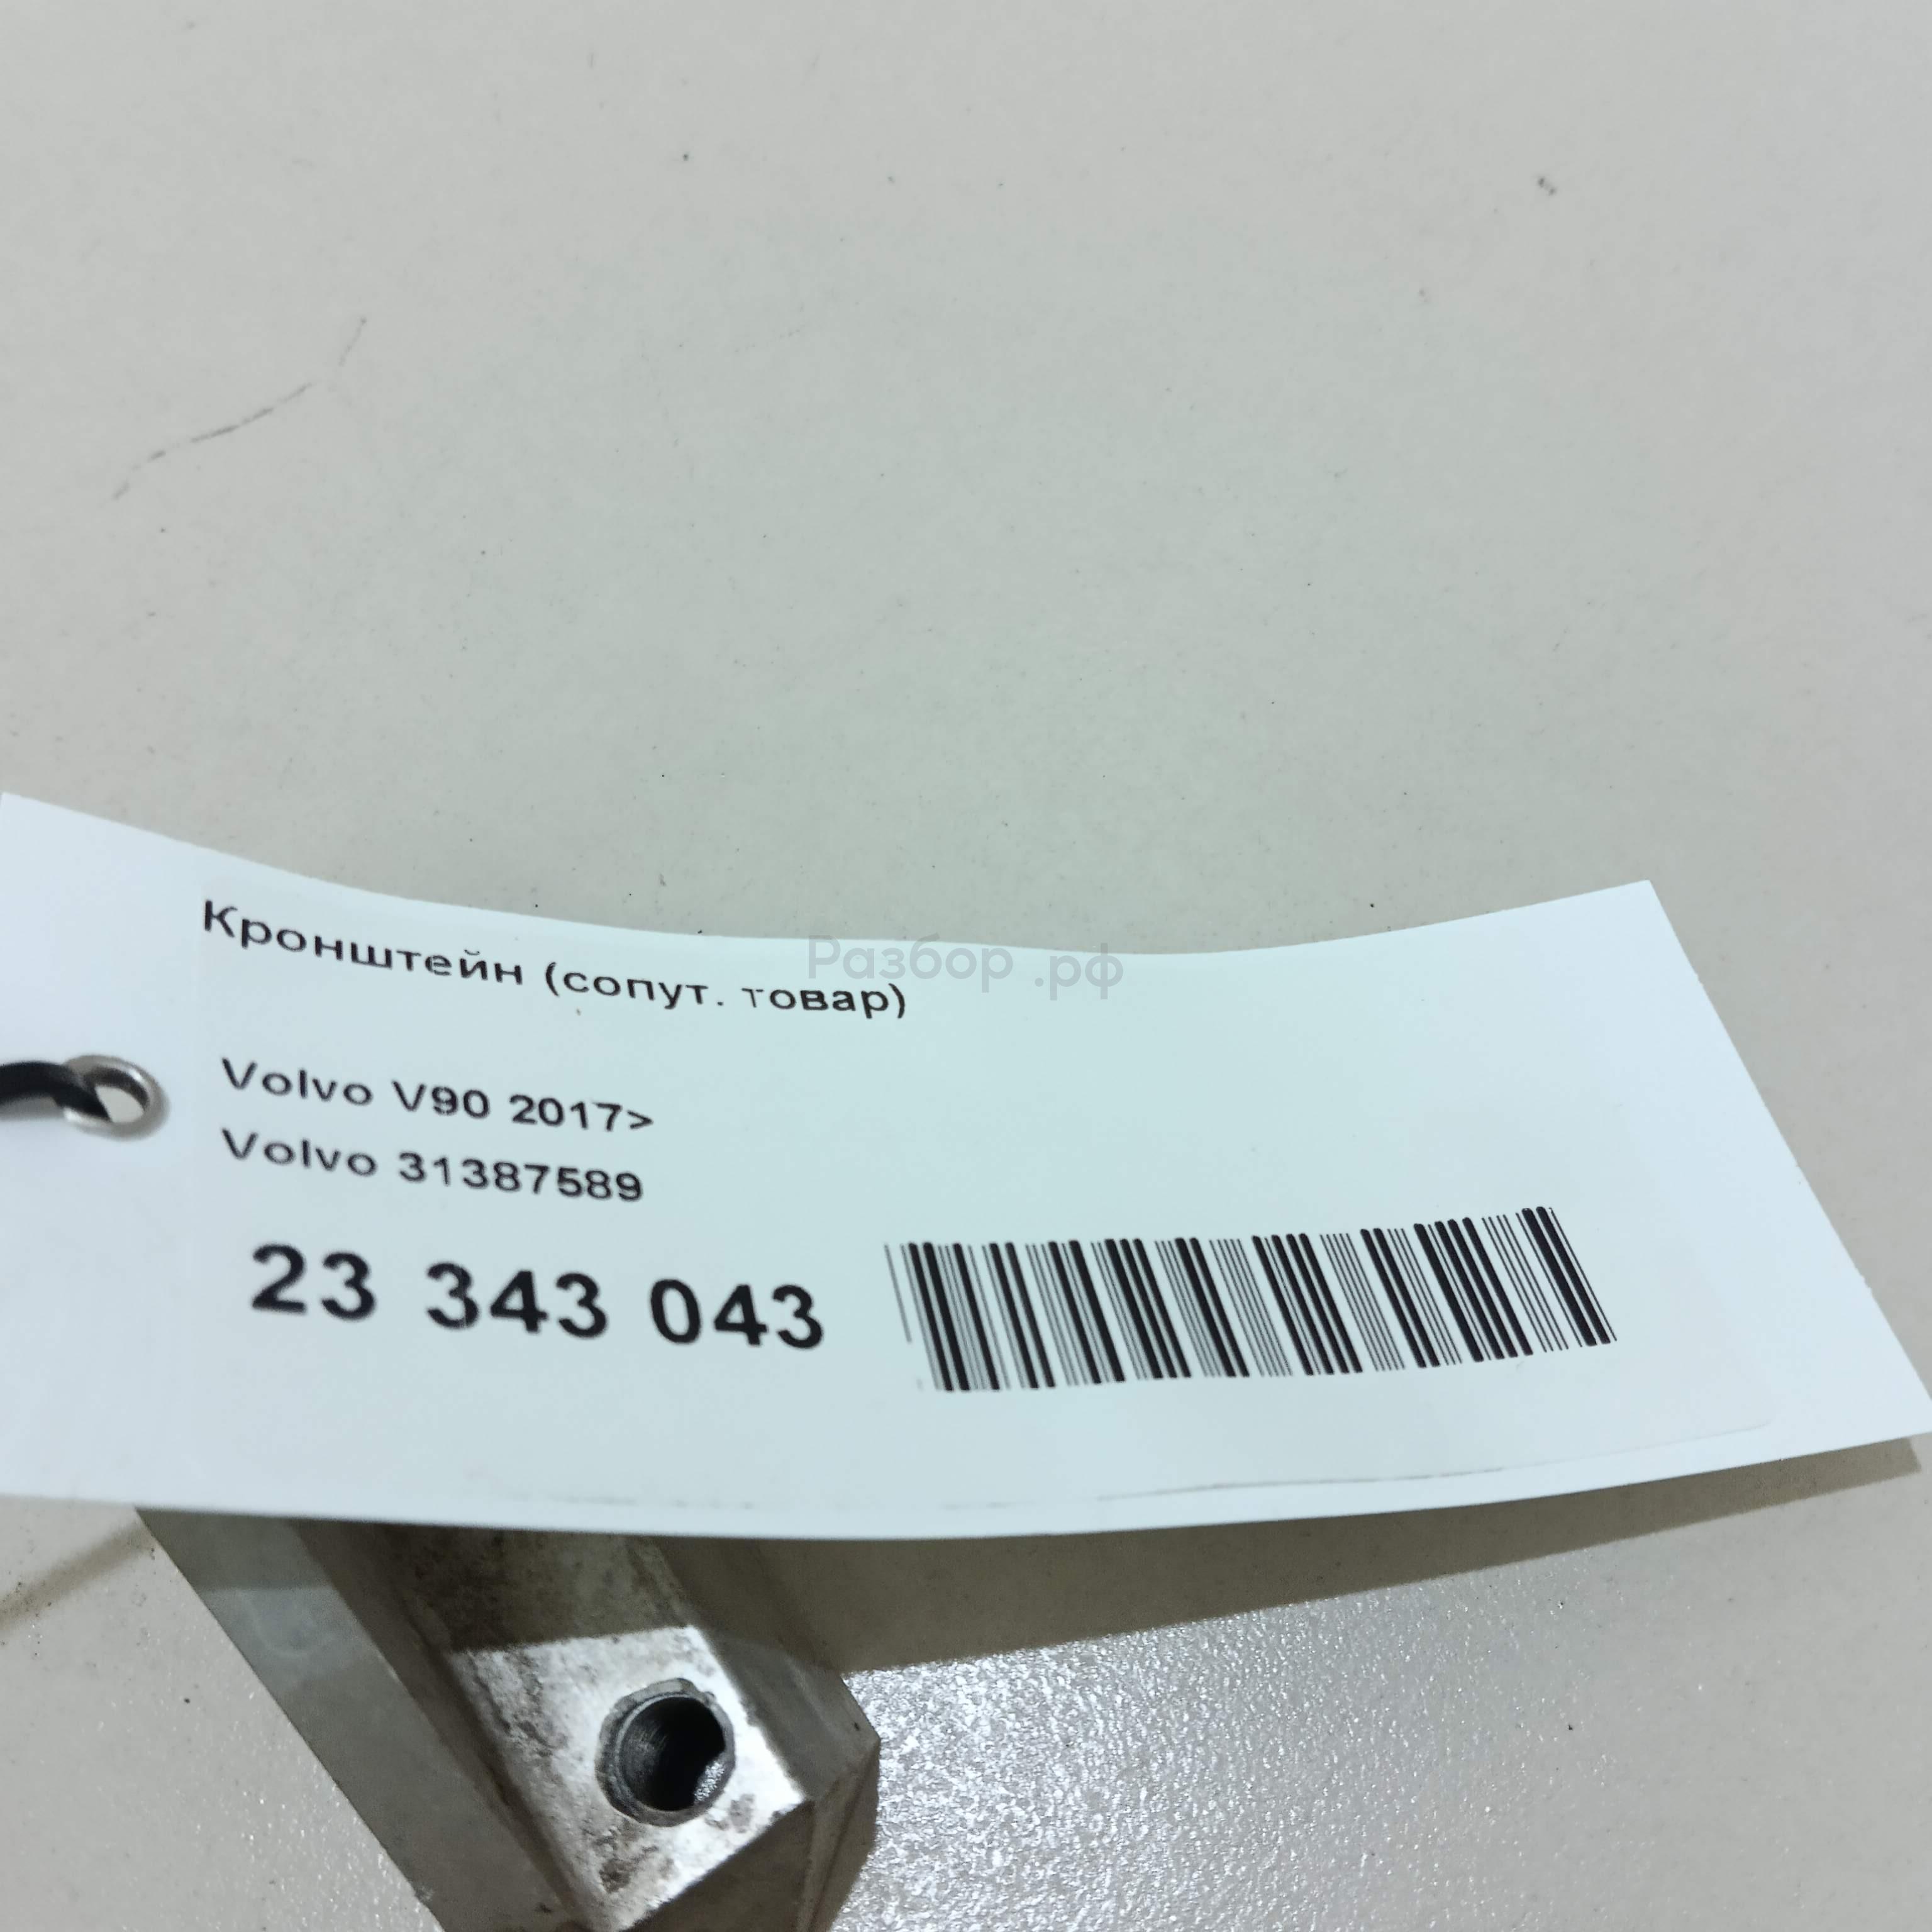 Кронштейн (сопут. товар)
Разбор .рф
Volvo V90 2017>
Volvo 31387589
23 343 043